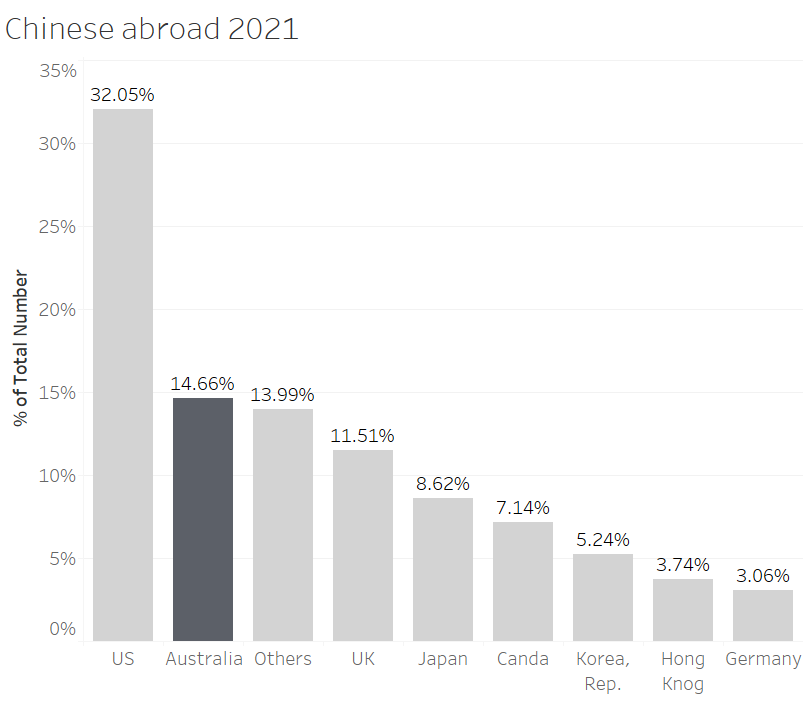 Chinese abroad 2021
35%
30%
25%
20%
15%
10%
5%
0%
% of Total Number
32.05%
14.66%
13.99%
11.51%
8.62%
7.14%
5.24%
3.74%
3.06%
US
Australia
Others
UK
Japan
Canda
Korea,
Rep.
Hong
Knog
Germany